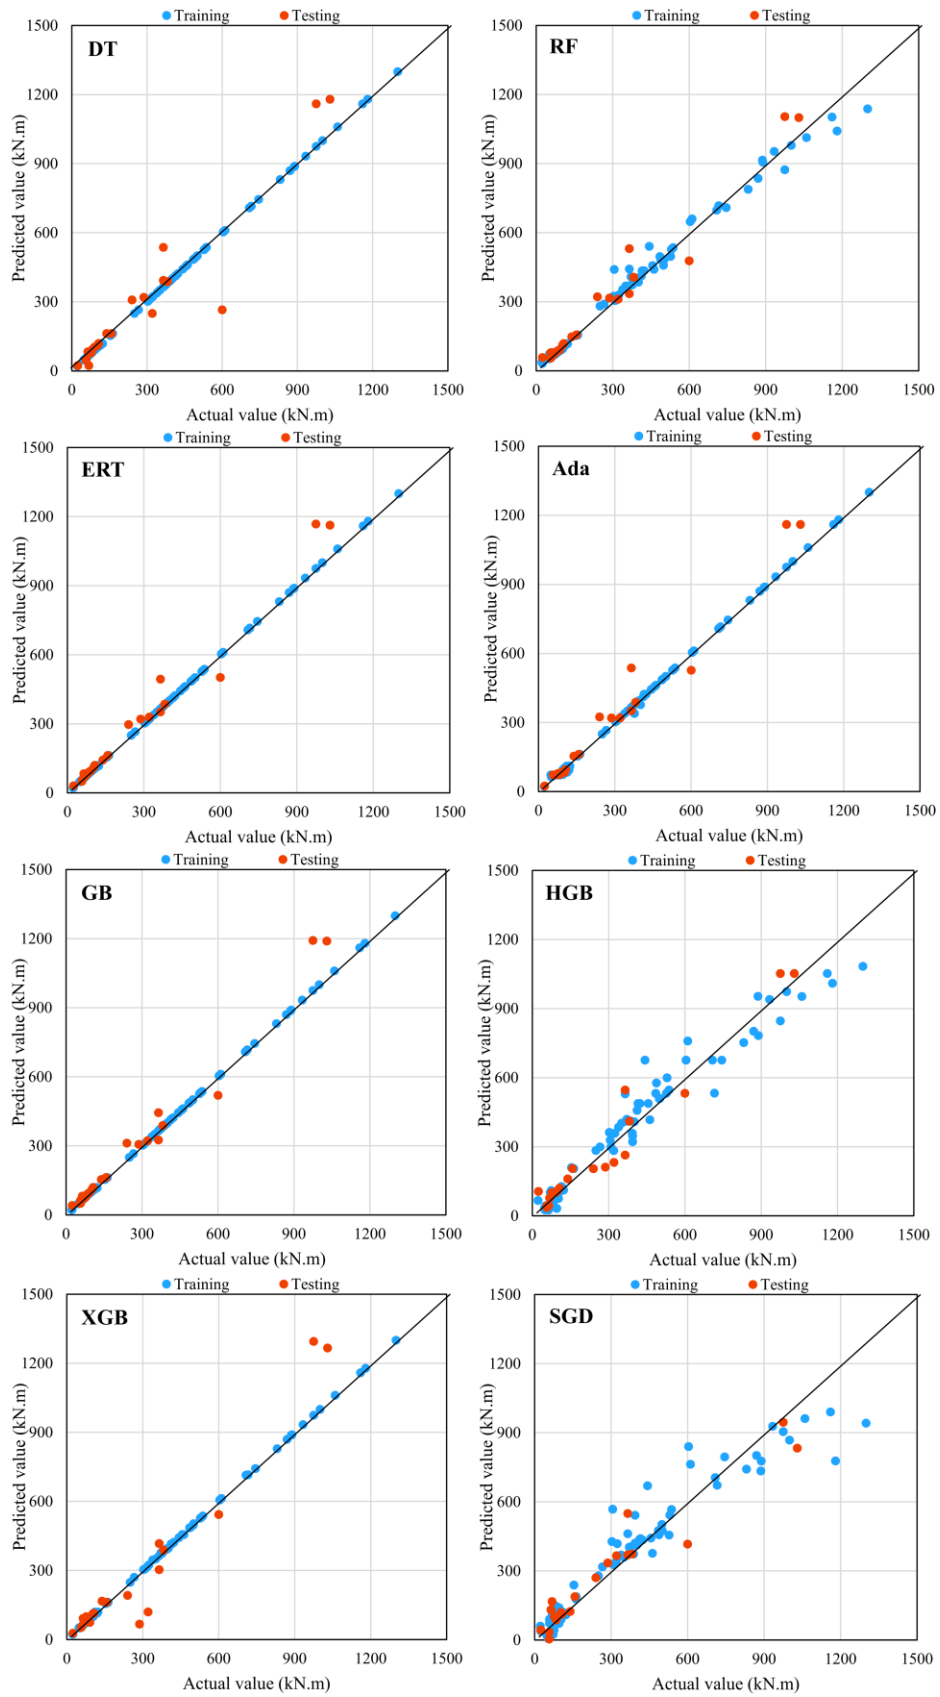 Training Testing
DT
Predicted value (kN.m)
1500
1200
900
600
300
0
0 300 600 900 1200 1500
Actual value (kN.m)
Training Testing
RF
Predicted value (kN.m)
1500
1200
900
600
300
0
0 300 600 900 1200 1500
Actual value (kN.m)
Training Testing
ERT
Predicted value (kN.m)
1500
1200
900
600
300
0
0 300 600 900 1200 1500
Actual value (kN.m)
Training Testing
Ada
Predicted value (kN.m)
1500
1200
900
600
300
0
0 300 600 900 1200 1500
Actual value (kN.m)
Training Testing
GB
Predicted value (kN.m)
1500
1200
900
600
300
0
0 300 600 900 1200 1500
Actual value (kN.m)
Training Testing
HGB
Predicted value (kN.m)
1500
1200
900
600
300
0
0 300 600 900 1200 1500
Actual value (kN.m)
Training Testing
XGB
Predicted value (kN.m)
1500
1200
900
600
300
0
0 300 600 900 1200 1500
Actual value (kN.m)
Training Testing
SGD
Predicted value (kN.m)
1500
1200
900
600
300
0
0 300 600 900 1200 1500
Actual value (kN.m)